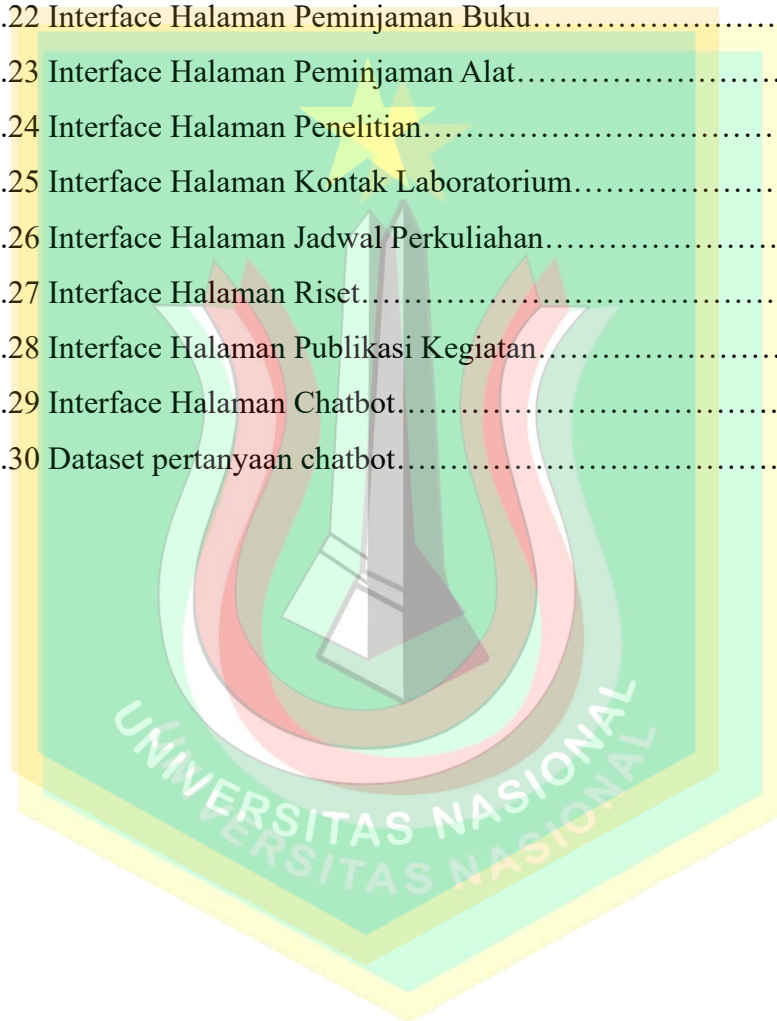 .22 Interface Halaman Peminjaman Buku……………………
.23 Interface Halaman Peminjaman Alat……………………
.24 Interface Halaman Penelitian……………………………
.25 Interface Halaman Kontak Laboratorium………………
.26 Interface Halaman Jadwal Perkuliahan…………………
.27 Interface Halaman Riset…………………………………
.28 Interface Halaman Publikasi Kegiatan…………………
.29 Interface Halaman Chatbot………………………………
.30 Dataset pertanyaan chatbot………………………………
UNIVERSITAS NASIONAL
UNIVERSITAS NASIONAL